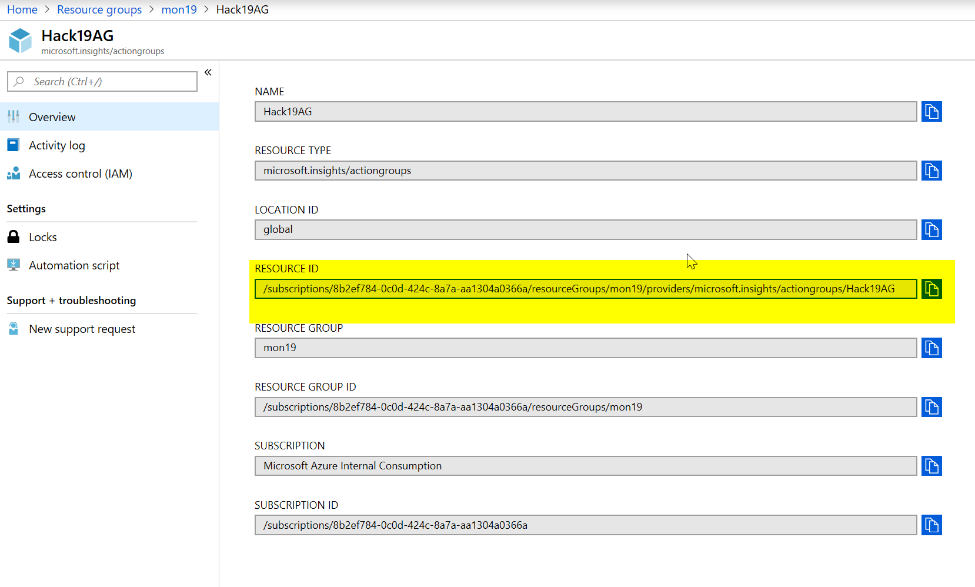 Home > Resource groups > mon19 > Hack19AG
Hack19AG
microsoft.insights/actiongroups
Search (Ctrl+/)
«
Overview
Activity log
Access control (IAM)
Settings
Locks
Automation script
Support + troubleshooting
New support request
NAME
Hack19AG
RESOURCE TYPE
microsoft.insights/actiongroups
LOCATION ID
global
RESOURCE ID
/subscriptions/8b2ef784-0c0d-424c-8a7a-aa1304a0366a/resourceGroups/mon19/providers/microsoft.insights/actiongroups/Hack19AG
RESOURCE GROUP
mon19
RESOURCE GROUP ID
/subscriptions/8b2ef784-0c0d-424c-8a7a-aa1304a0366a/resourceGroups/mon19
SUBSCRIPTION
Microsoft Azure Internal Consumption
SUBSCRIPTION ID
/subscriptions/8b2ef784-0c0d-424c-8a7a-aa1304a0366a